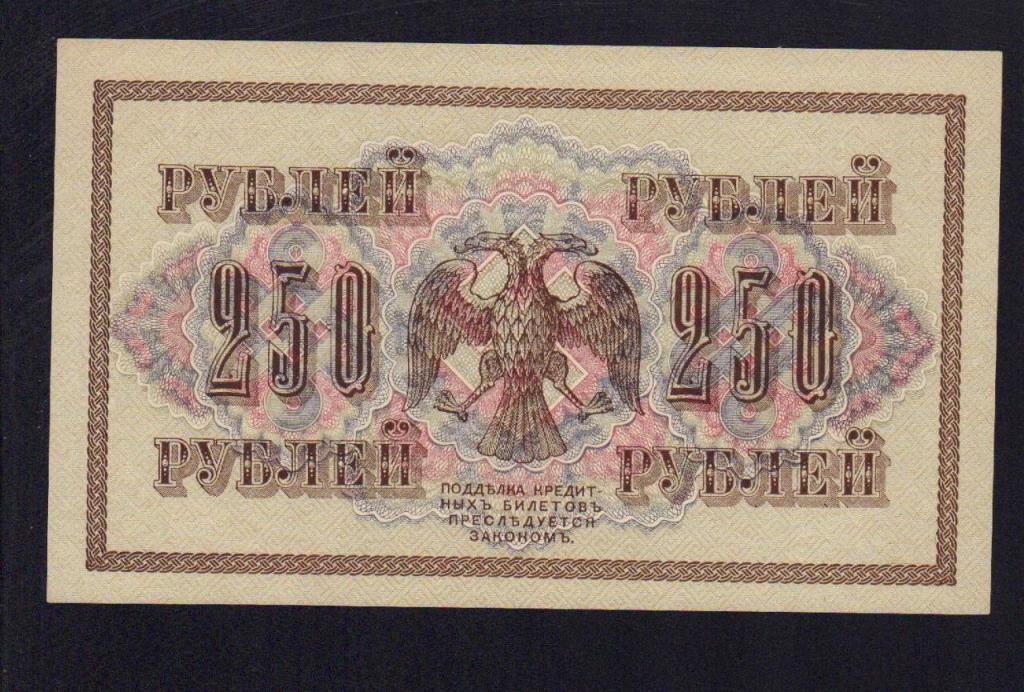 РУБЛЕЙ РУБЛЕЙ
250 250
РУБЛЕЙ РУБЛЕЙ
ПОДДѢЛКА КРЕДИТ-
НЫХЪ БИЛЕТОВЪ
ПРЕСЛѢДУЕТСЯ
ЗАКОНОМЪ.